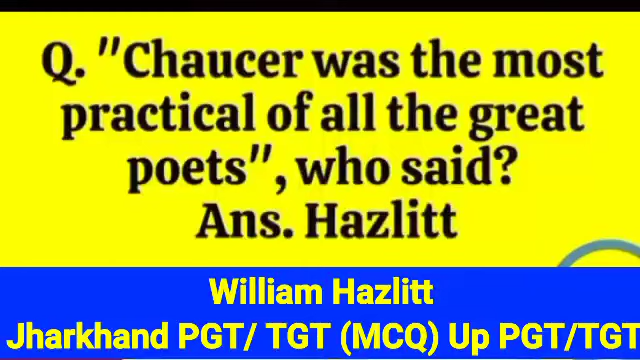 Q. "Chaucer was the most
practical of all the great
poets", who said?
Ans. Hazlitt
William Hazlitt
Jharkhand PGT/ TGT (MCQ) Up PGT/TGT